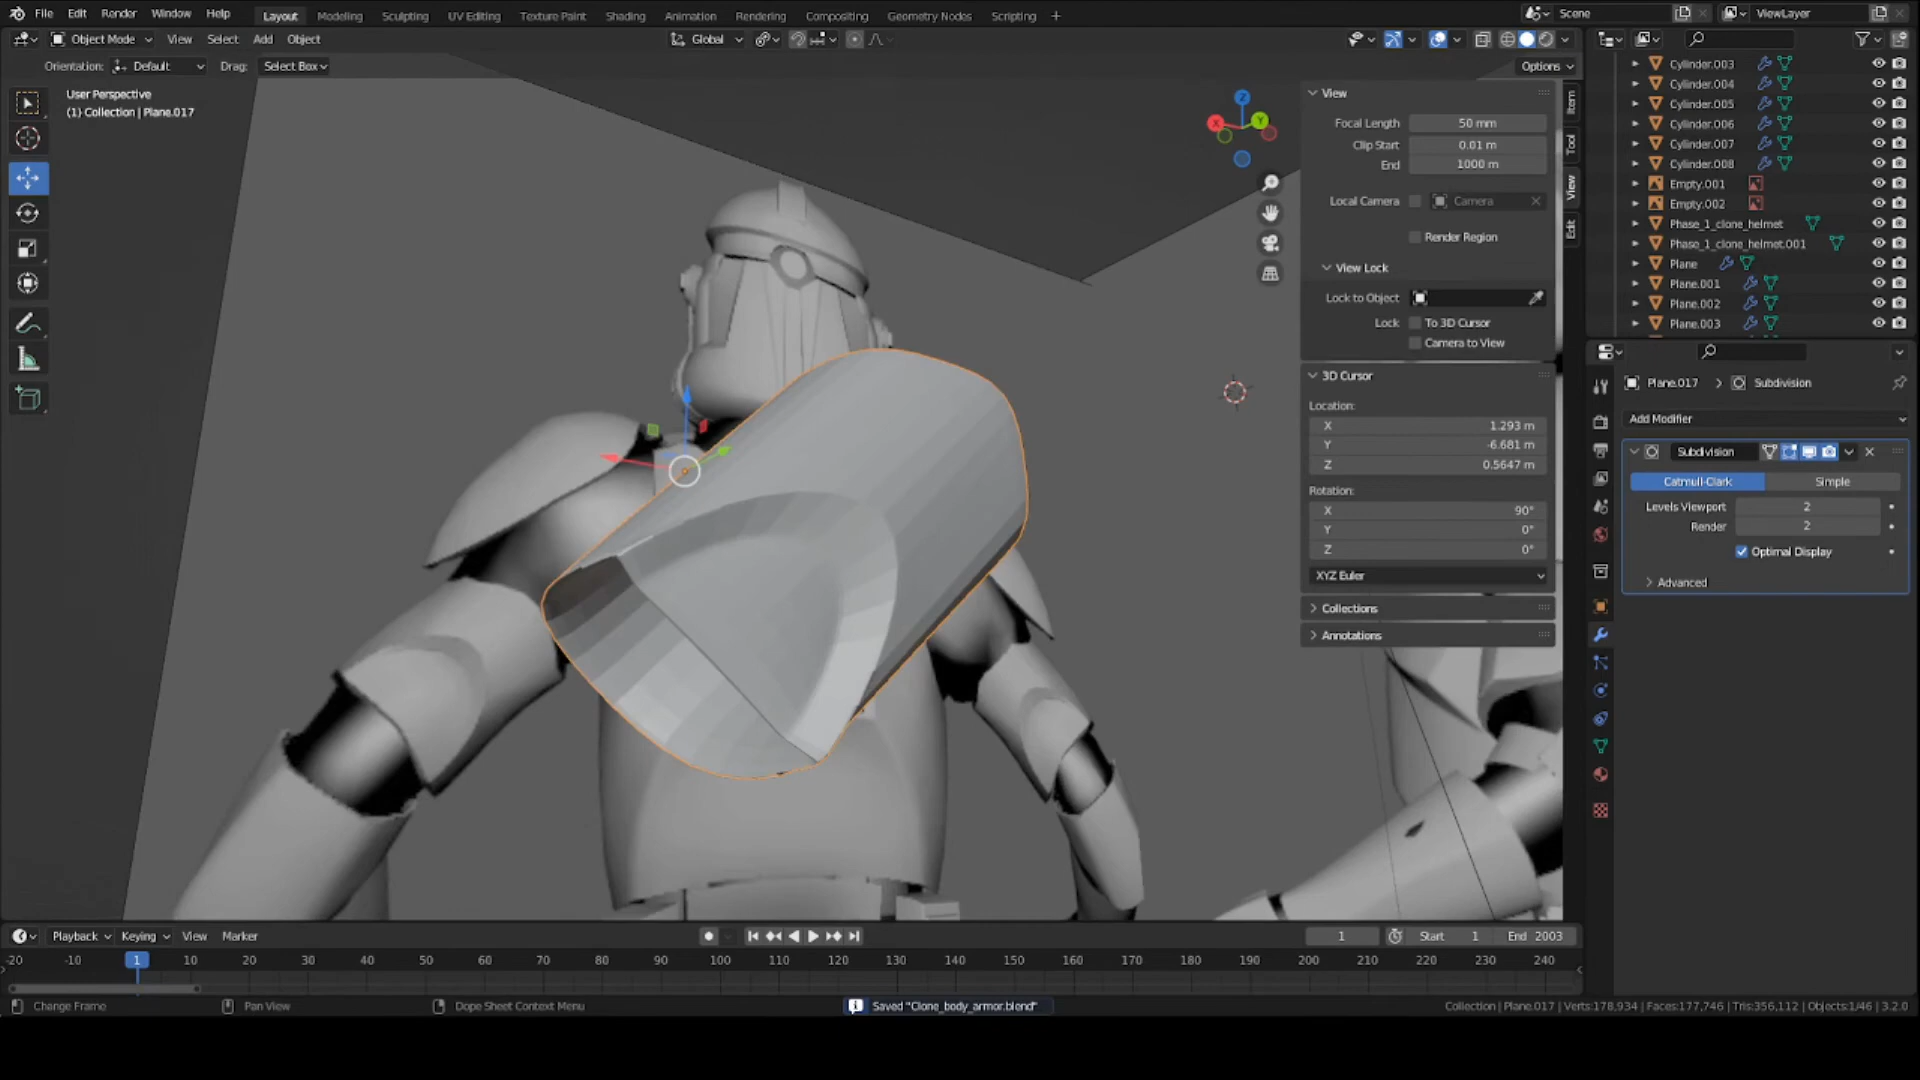 File Edit Render Window Help
Layout Modeling Sculpting UV Editing Texture Paint Shading Animation Rendering Compositing Geometry Nodes Scripting +
Scene
ViewLayer
Object Mode View Select Add Object
Global
Orientation: Default Drag: Select Box
Options
User Perspective
(1) Collection | Plane.017
Z
X
Y
View
Focal Length 50 mm
Clip Start 0.01 m
End 1000 m
Local Camera Camera
Render Region
View Lock
Lock to Object
Lock To 3D Cursor
Camera to View
3D Cursor
Location:
X 1.293 m
Y -6.681 m
Z 0.5647 m
Rotation:
X 90°
Y 0°
Z 0°
XYZ Euler
Collections
Annotations
Item
Tool
View
Edit
Cylinder.003
Cylinder.004
Cylinder.005
Cylinder.006
Cylinder.007
Cylinder.008
Empty.001
Empty.002
Phase_1_clone_helmet
Phase_1_clone_helmet.001
Plane
Plane.001
Plane.002
Plane.003
Plane.017 > Subdivision
Add Modifier
Subdivision
Catmull-Clark Simple
Levels Viewport 2
Render 2
Optimal Display
Advanced
Playback Keying View Marker
1 Start 1 End 2003
-20 -10 1 10 20 30 40 50 60 70 80 90 100 110 120 130 140 150 160 170 180 190 200 210 220 230 240
Change Frame Pan View Dope Sheet Context Menu
Saved "Clone_body_armor.blend"
Collection | Plane.017 | Verts:178,934 | Faces:177,746 | Tris:356,112 | Objects:1/46 | 3.2.0